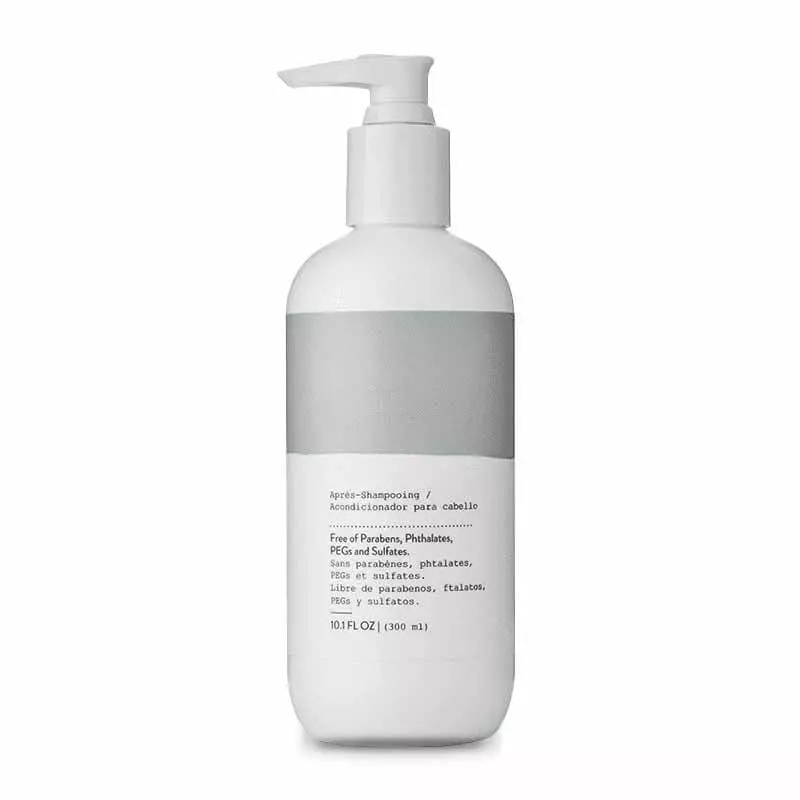 Après-Shampooing /
Acondicionador para cabello
Free of Parabens, Phthalates,
PEGs and Sulfates.
Sans parabènes, phtalates,
PEGs et sulfates.
Libre de parabenos, ftalatos,
PEGs y sulfatos.
10.1 FL OZ | (300 ml)